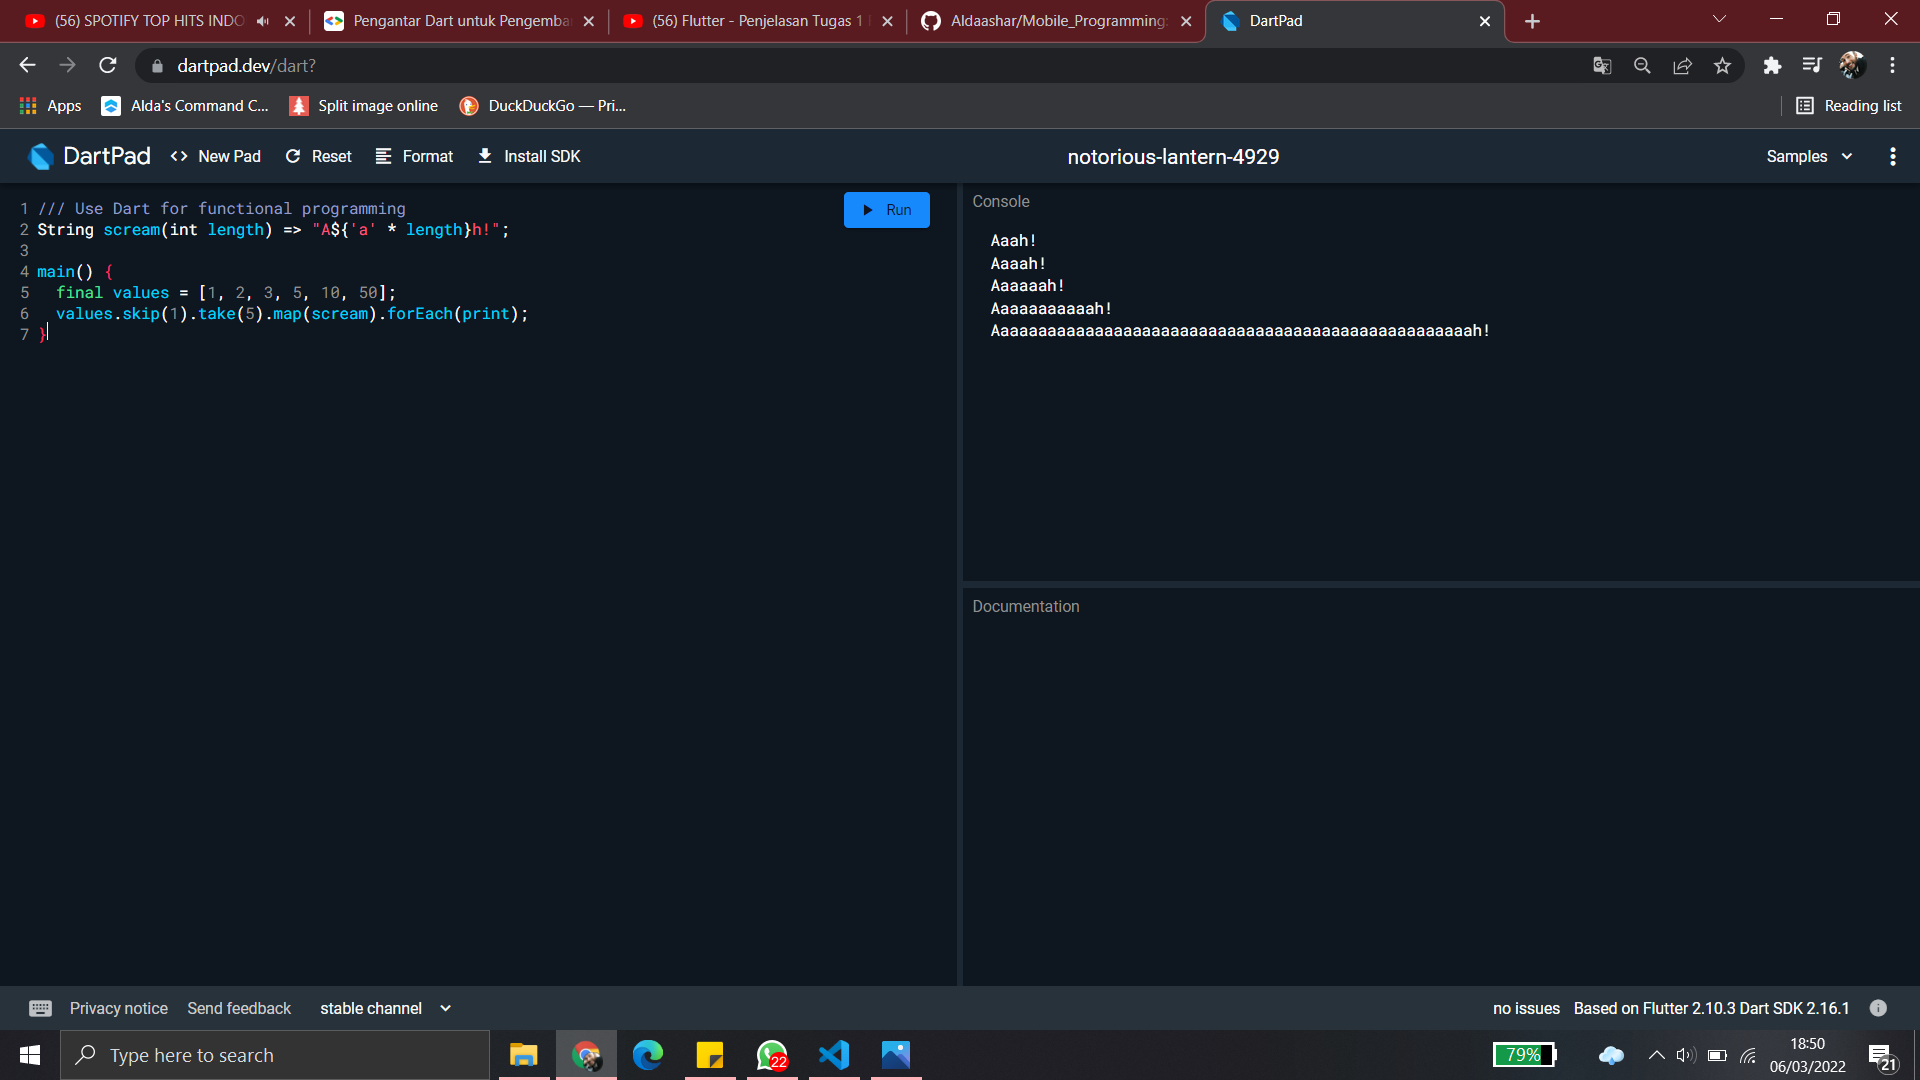 (56) SPOTIFY TOP HITS INDO
Pengantar Dart untuk Pengemba
(56) Flutter - Penjelasan Tugas 1
Aldaashar/Mobile_Programming
DartPad
dartpad.dev/dart?
Apps
Alda's Command C...
Split image online
DuckDuckGo — Pri...
Reading list
DartPad
<> New Pad
Reset
Format
Install SDK
notorious-lantern-4929
Samples
1 /// Use Dart for functional programming
2 String scream(int length) => "A${'a' * length}h!";
3
4 main() {
5   final values = [1, 2, 3, 5, 10, 50];
6   values.skip(1).take(5).map(scream).forEach(print);
7 }
Run
Console
Aaah!
Aaaah!
Aaaaaah!
Aaaaaaaaaaah!
Aaaaaaaaaaaaaaaaaaaaaaaaaaaaaaaaaaaaaaaaaaaaaaaaaaah!
Documentation
Privacy notice
Send feedback
stable channel
no issues
Based on Flutter 2.10.3 Dart SDK 2.16.1
Type here to search
22
79%
18:50
06/03/2022
21